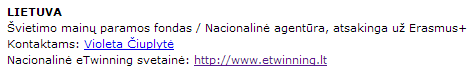 LIETUVA
Švietimo mainų paramos fondas / Nacionalinė agentūra, atsakinga už Erasmus+
Kontaktams: Violeta Čiuplytė
Nacionalinė eTwinning svetainė: http://www.etwinning.lt